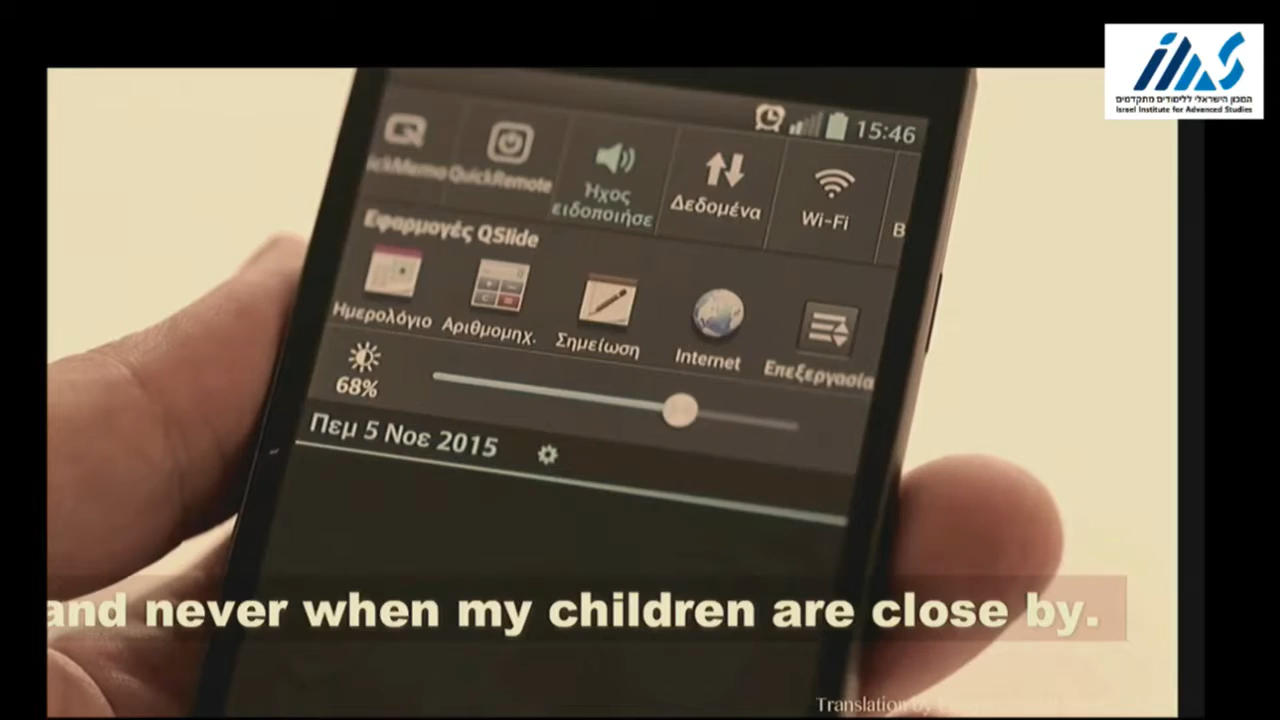 המכון הישראלי ללימודים מתקדמים
Israel Institute for Advanced Studies
15:46
QuickRemote
Ήχος
ειδοποιήσε
Δεδομένα
Wi-Fi
B
Εφαρμογές QSlide
Ημερολόγιο
Αριθμομηχ.
Σημείωση
Internet
Επεξεργασία
68%
Πεμ 5 Νοε 2015
and never when my children are close by.
Translation by